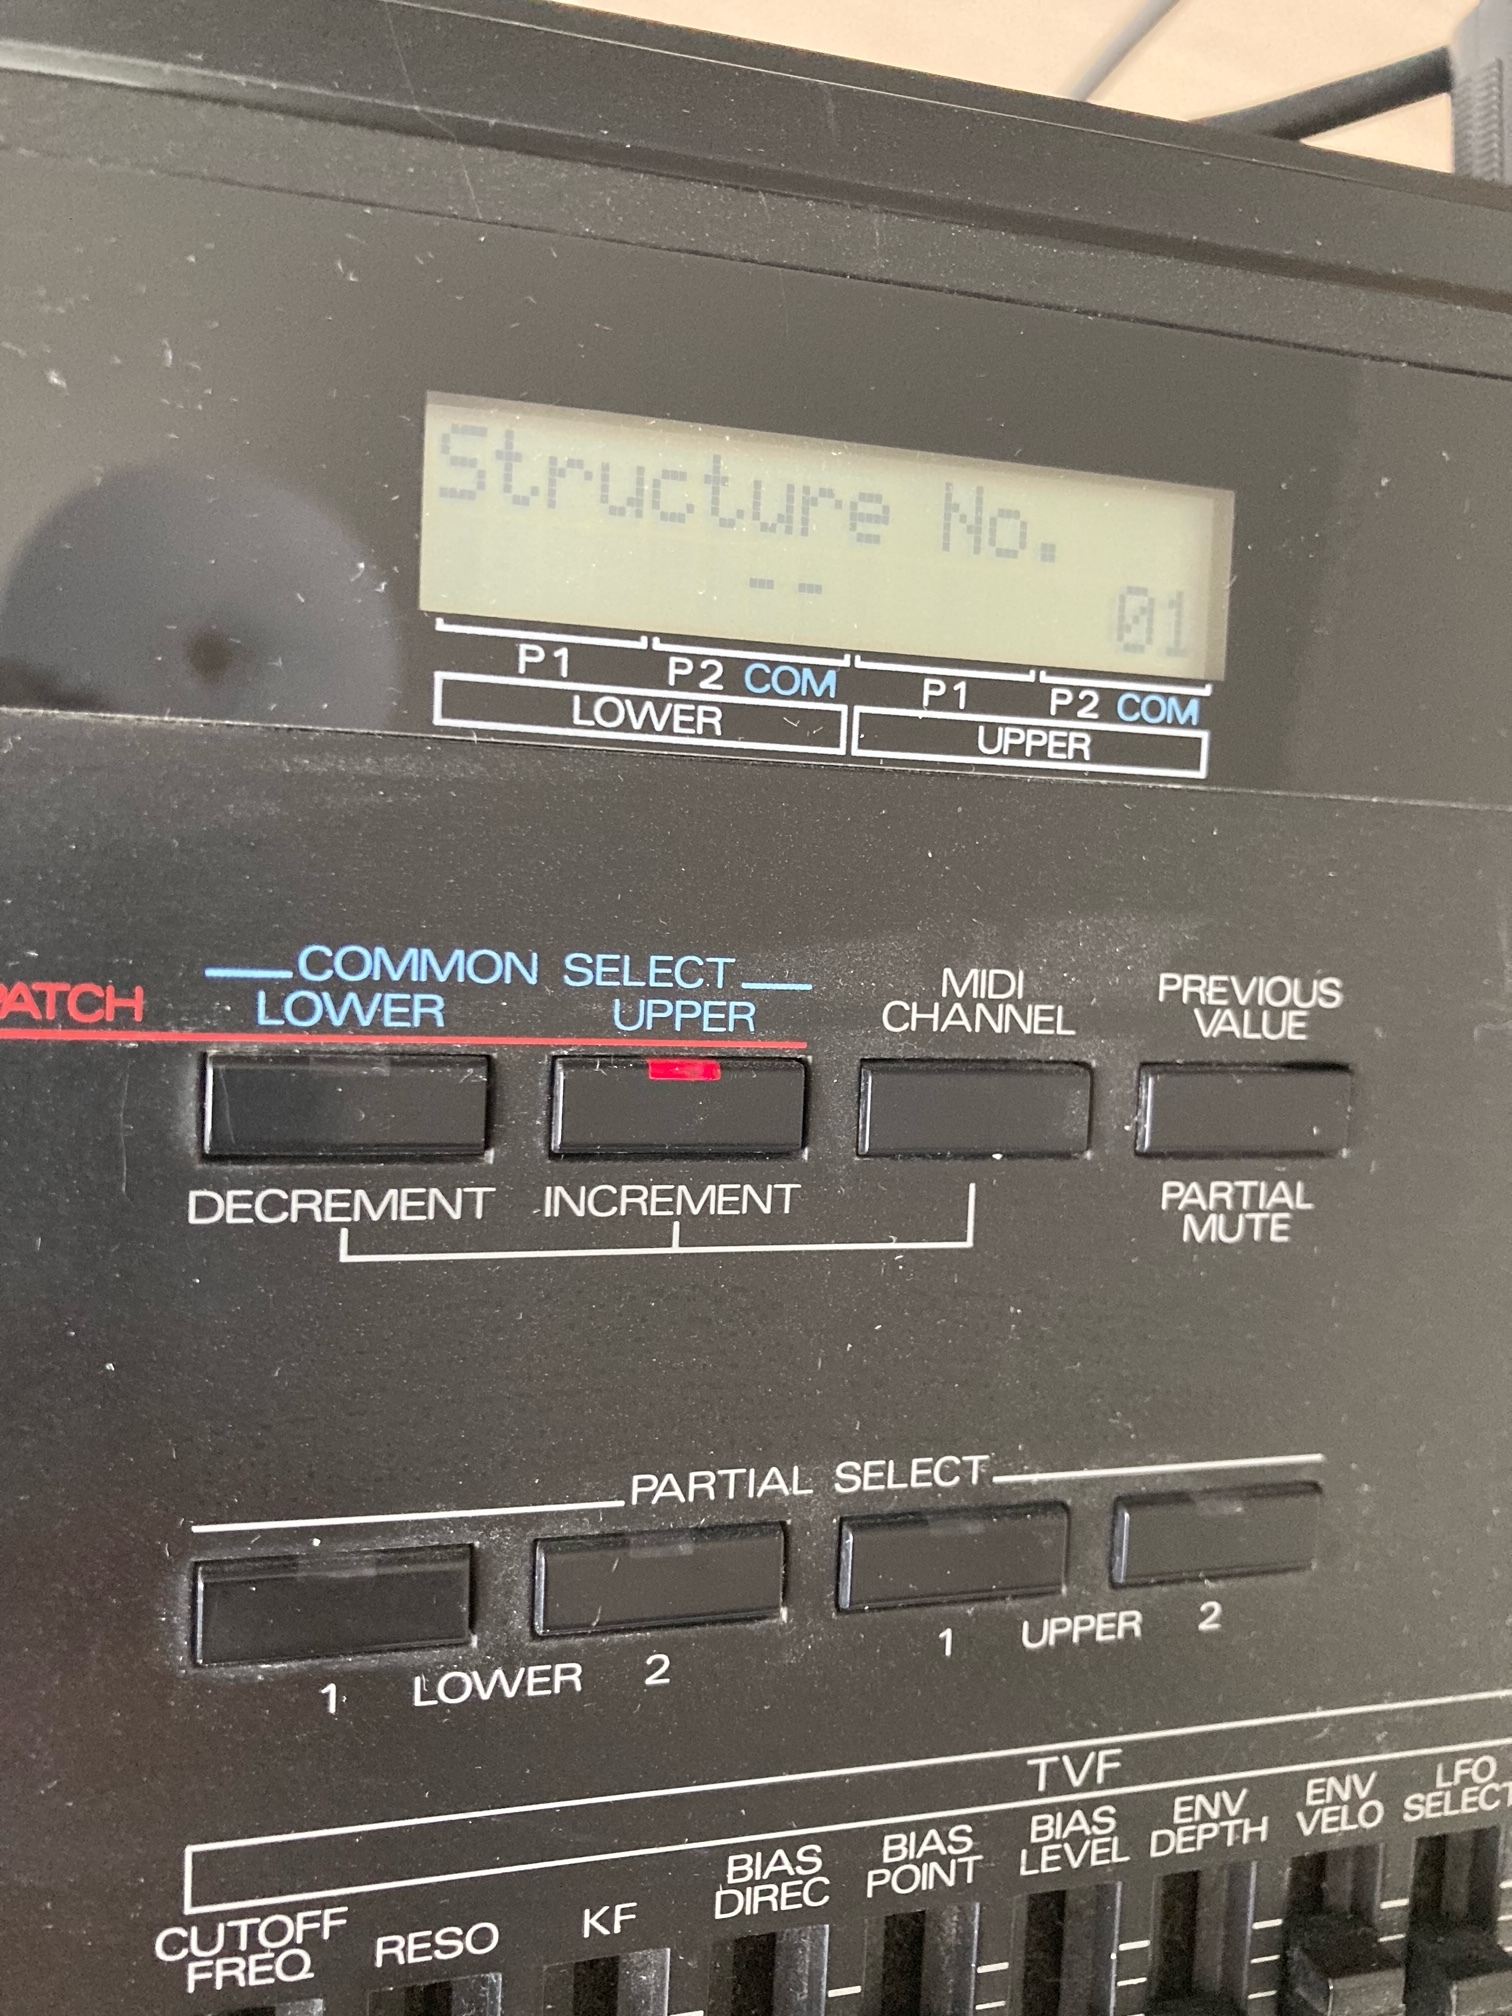 Structure No.
-- 01
P1 P2 COM P1 P2 COM
LOWER UPPER
COMMON SELECT
PATCH LOWER UPPER
MIDI CHANNEL
PREVIOUS VALUE
DECREMENT INCREMENT
PARTIAL MUTE
PARTIAL SELECT
1 LOWER 2 1 UPPER 2
TVF
CUTOFF FREQ
RESO
KF
BIAS DIREC
BIAS POINT
BIAS LEVEL
ENV DEPTH
ENV VELO
LFO SELECT